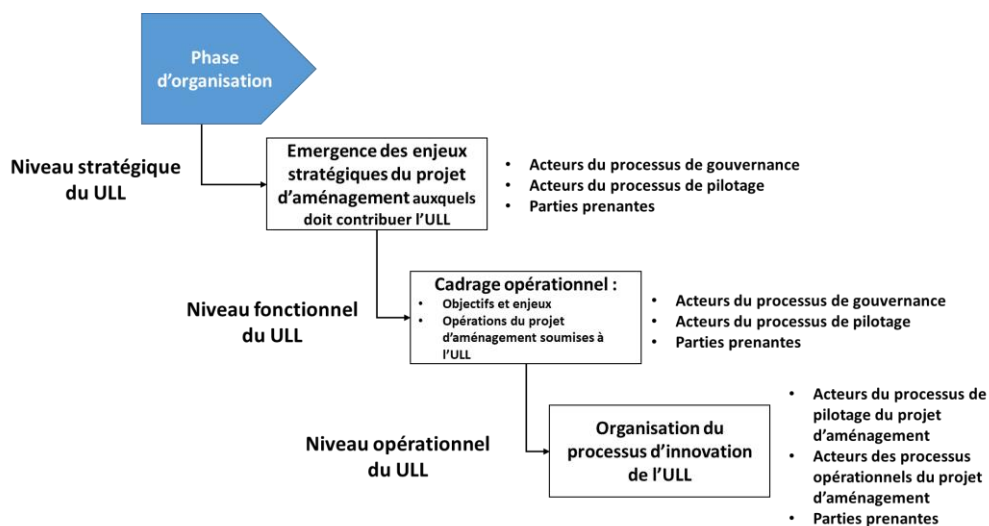 Phase
d'organisation
Niveau stratégique
du ULL
Emergence des enjeux
stratégiques du projet
d'aménagement auxquels
doit contribuer l'ULL
• Acteurs du processus de gouvernance
• Acteurs du processus de pilotage
• Parties prenantes
Niveau fonctionnel
du ULL
Cadrage opérationnel :
• Objectifs et enjeux
• Opérations du projet
d'aménagement soumises à
l'ULL
• Acteurs du processus de gouvernance
• Acteurs du processus de pilotage
• Parties prenantes
Niveau opérationnel
du ULL
Organisation du
processus d'innovation
de l'ULL
• Acteurs du processus de
pilotage du projet
d'aménagement
• Acteurs des processus
opérationnels du projet
d'aménagement
• Parties prenantes